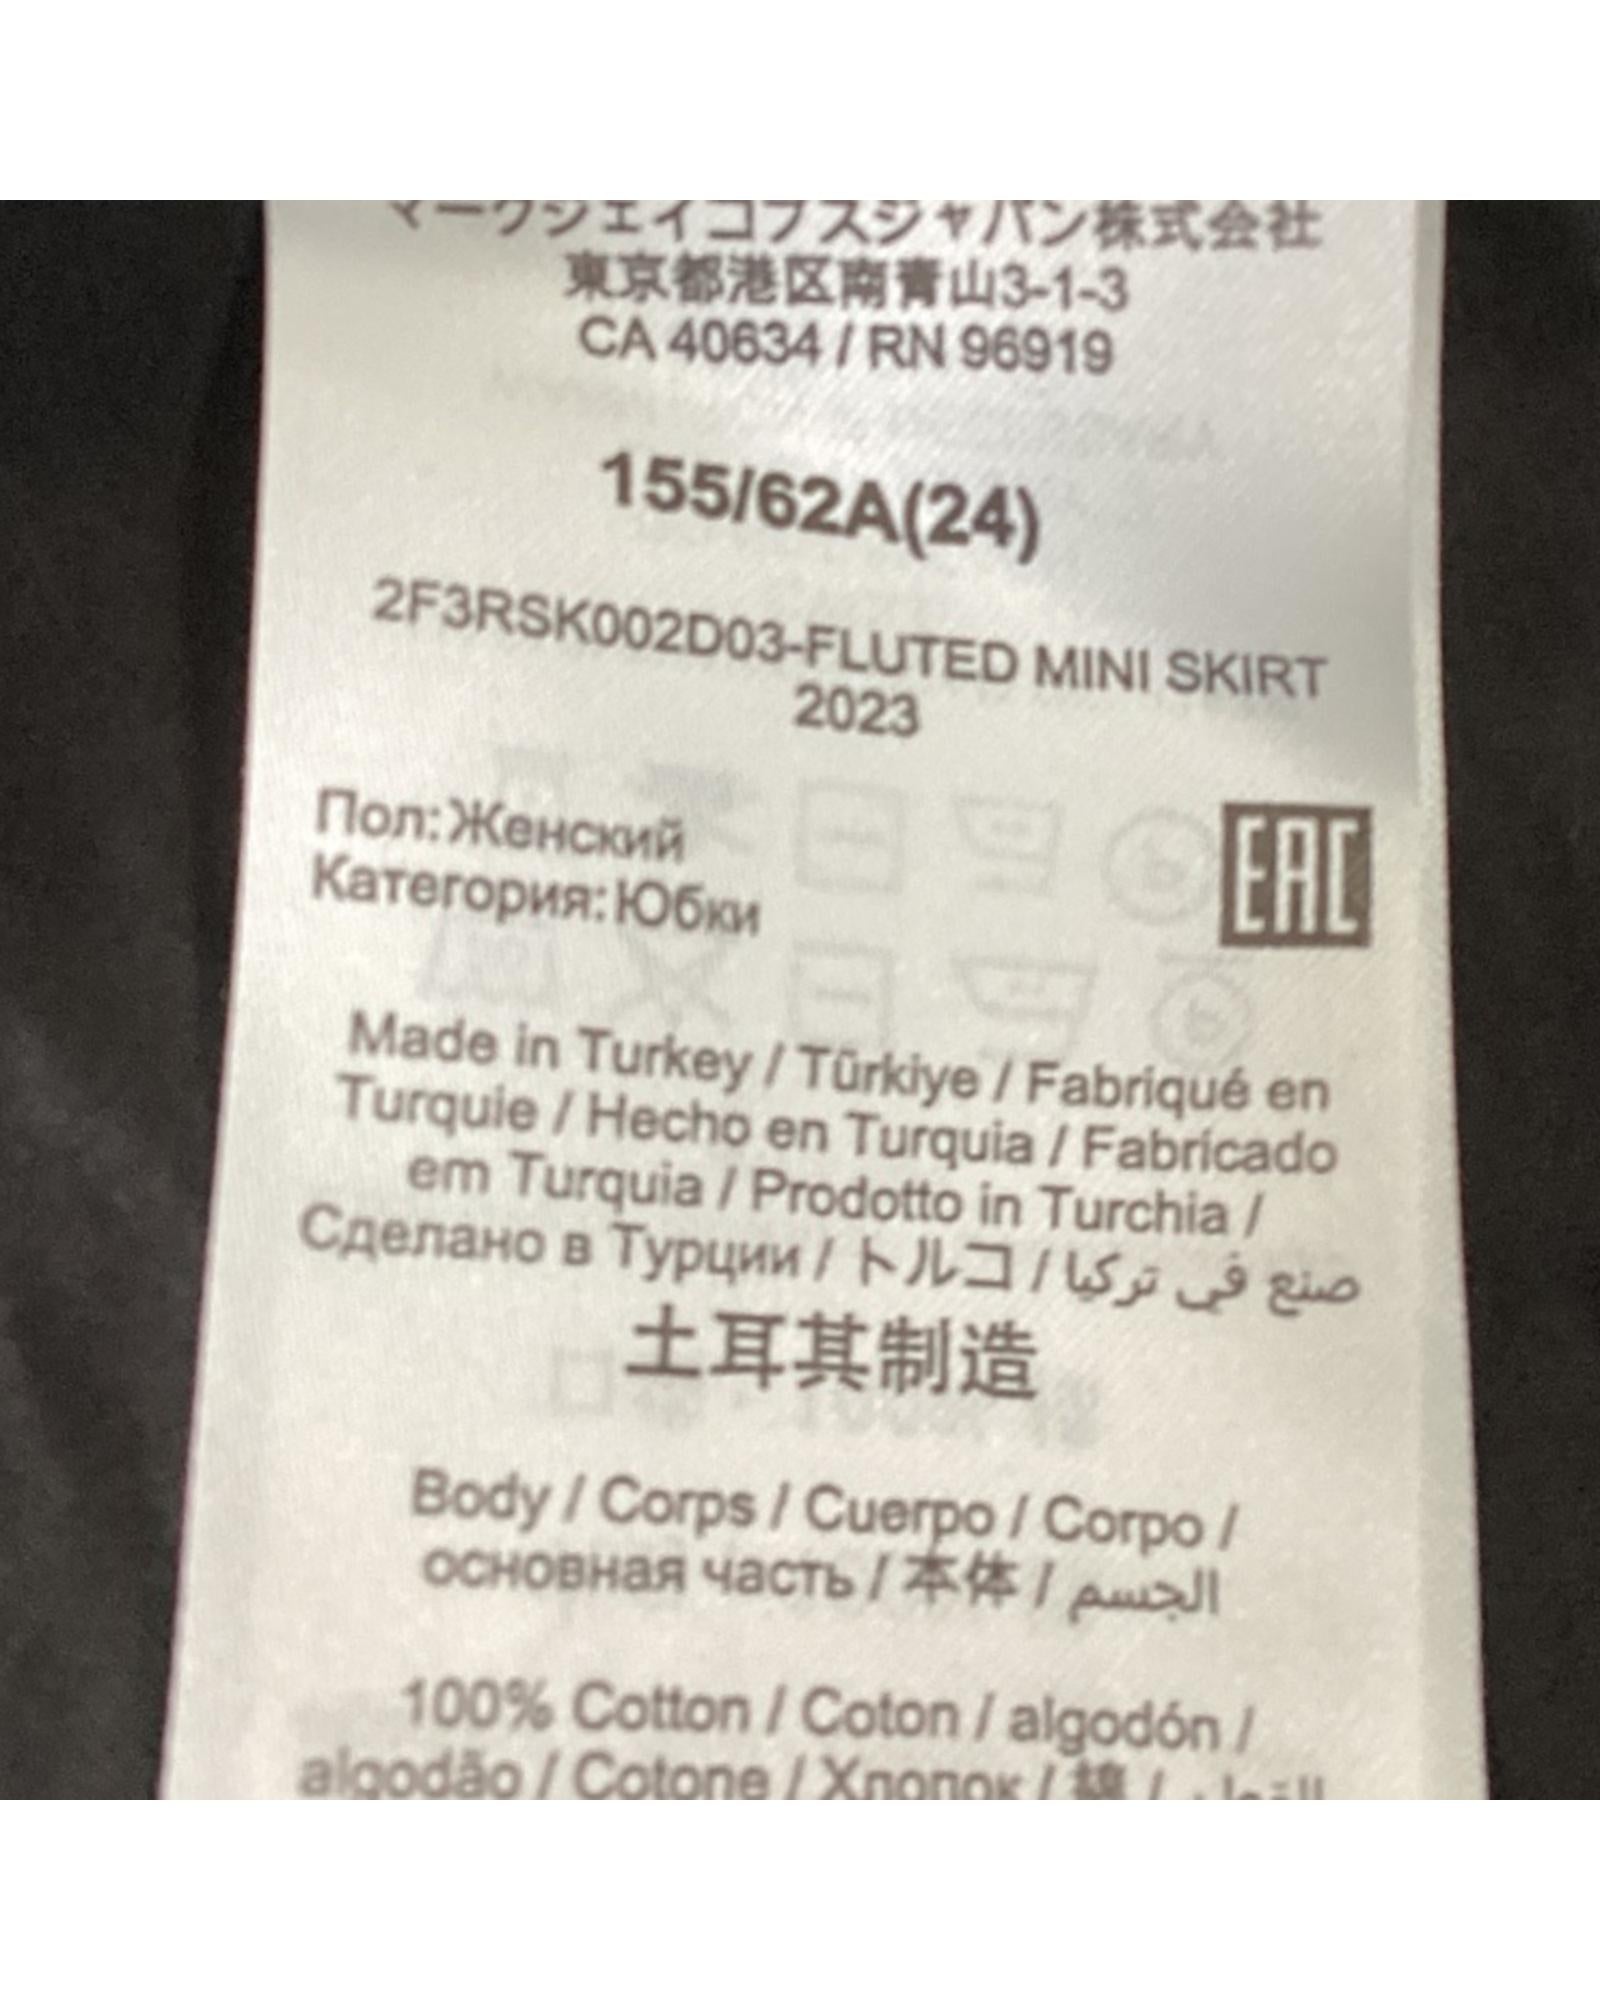 マークジェイコブスジャパン株式会社
東京都港区南青山3-1-3
CA 40634 / RN 96919
155/62A(24)
2F3RSK002D03-FLUTED MINI SKIRT
2023
Пол:Женский
Категория:Юбки
EAC
Made in Turkey / Türkiye / Fabriqué en
Turquie / Hecho en Turquia / Fabricado
em Turquia / Prodotto in Turchia /
Сделано в Турции / トルコ / صنع في تركيا
土耳其制造
Body / Corps / Cuerpo / Corpo /
основная часть / 本体 / الجسم
100% Cotton / Coton / algodón /
algodão / Cotone / Хлопок / 綿 /